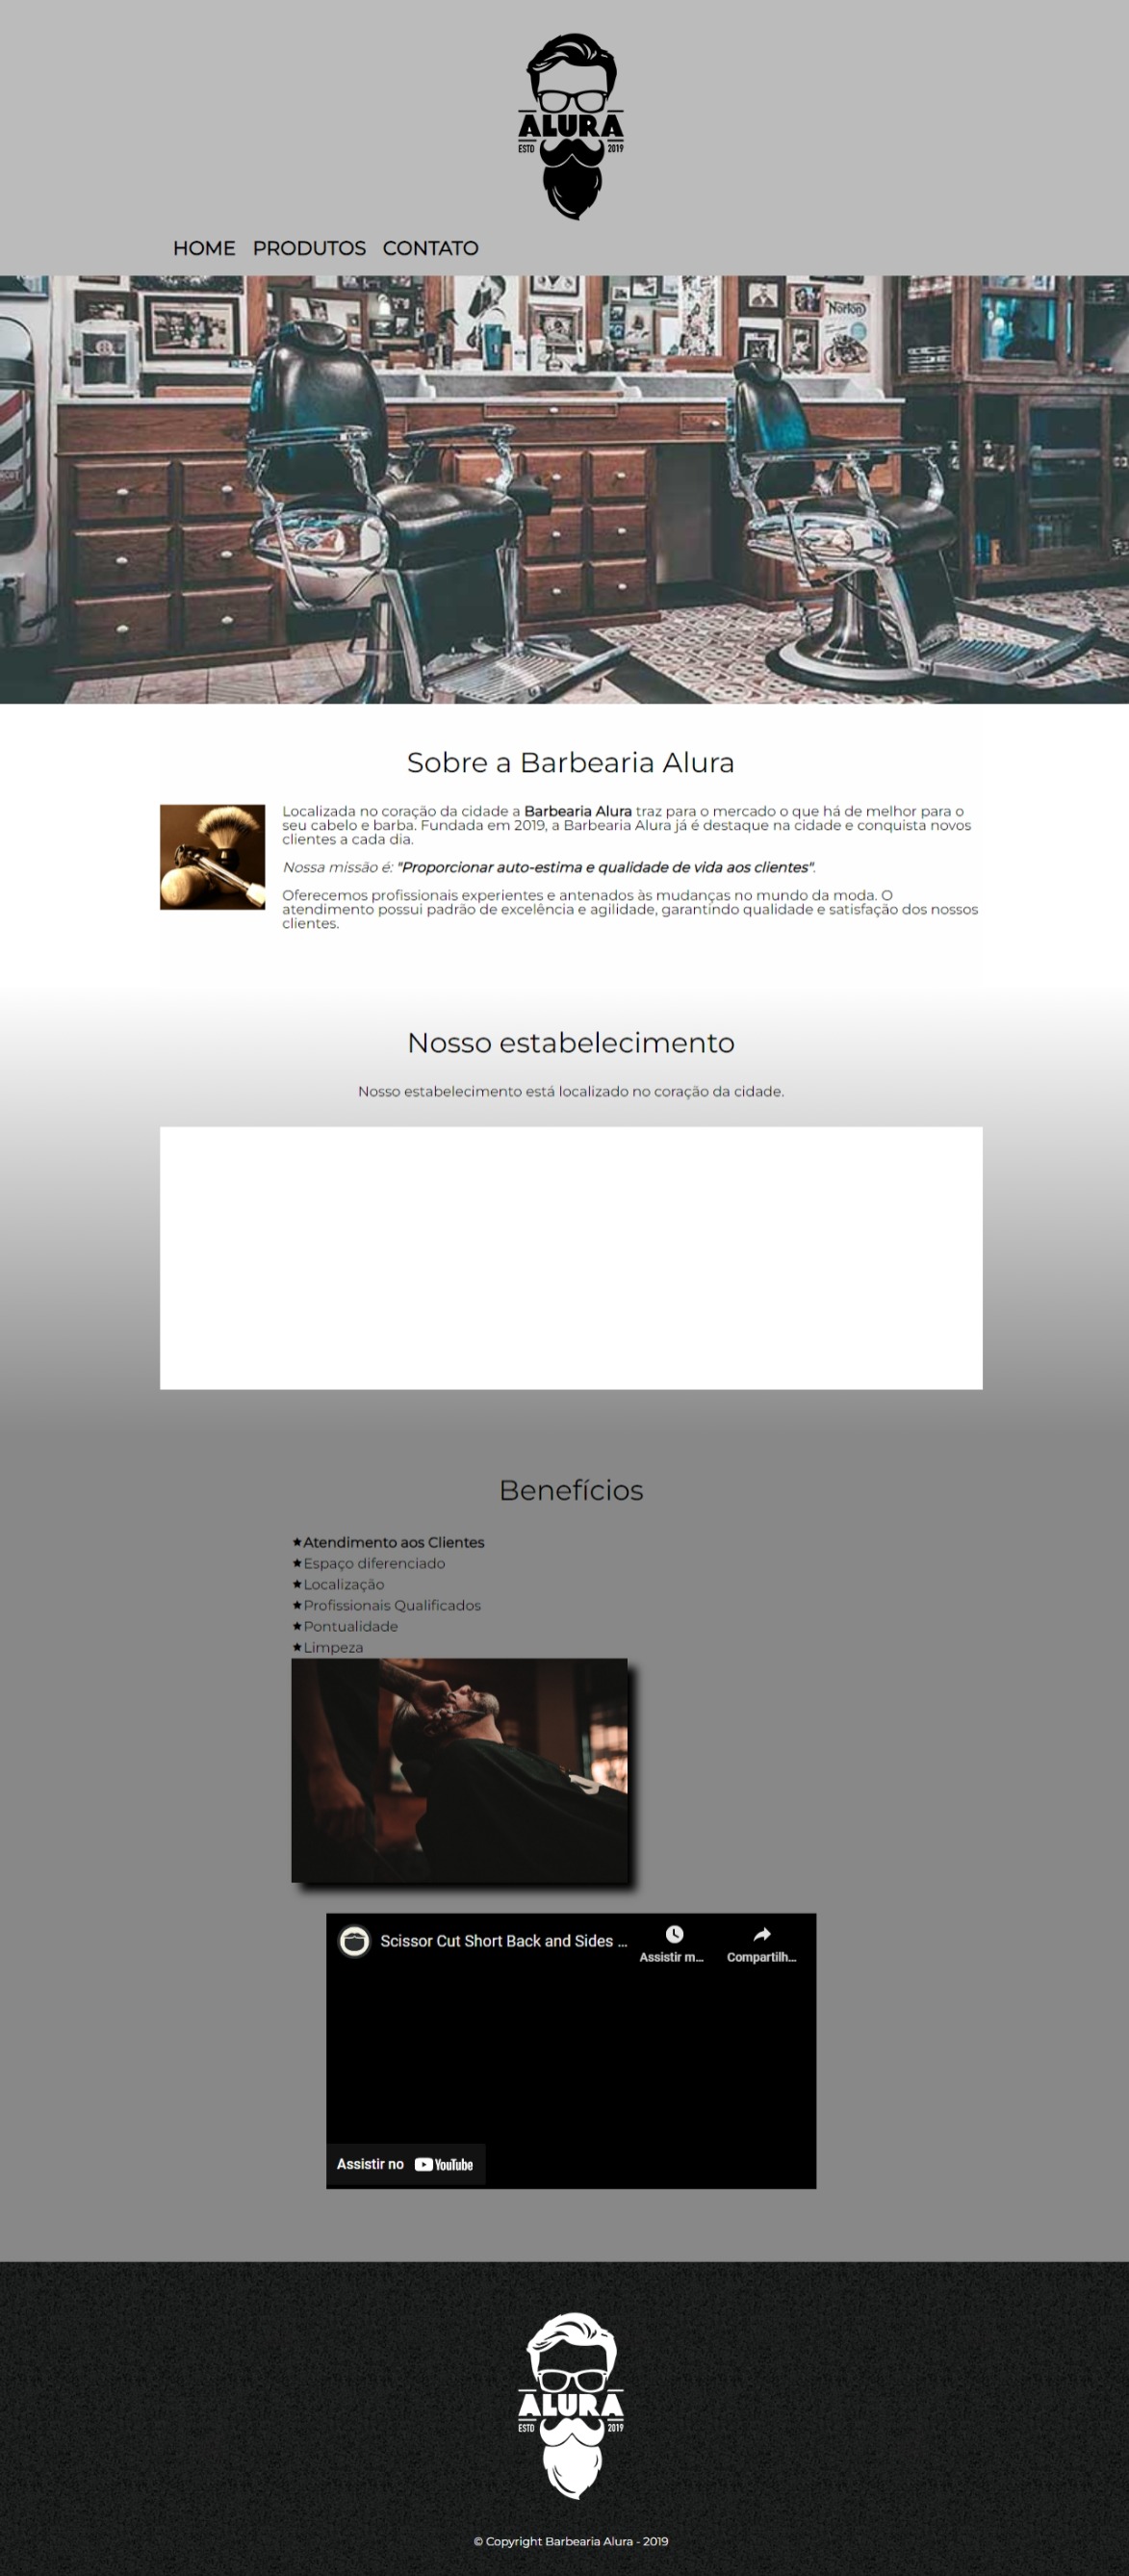 ALURA
ESTD 2019
HOME PRODUTOS CONTATO
Norton
Sobre a Barbearia Alura
Localizada no coração da cidade a Barbearia Alura traz para o mercado o que há de melhor para o
seu cabelo e barba. Fundada em 2019, a Barbearia Alura já é destaque na cidade e conquista novos
clientes a cada dia.
Nossa missão é: "Proporcionar auto-estima e qualidade de vida aos clientes".
Oferecemos profissionais experientes e antenados às mudanças no mundo da moda. O
atendimento possui padrão de excelência e agilidade, garantindo qualidade e satisfação dos nossos
clientes.
Nosso estabelecimento
Nosso estabelecimento está localizado no coração da cidade.
Benefícios
Atendimento aos Clientes
Espaço diferenciado
Localização
Profissionais Qualificados
Pontualidade
Limpeza
Scissor Cut Short Back and Sides ...
Assistir m... Compartilh...
Assistir no YouTube
ALURA
ESTD 2019
© Copyright Barbearia Alura - 2019